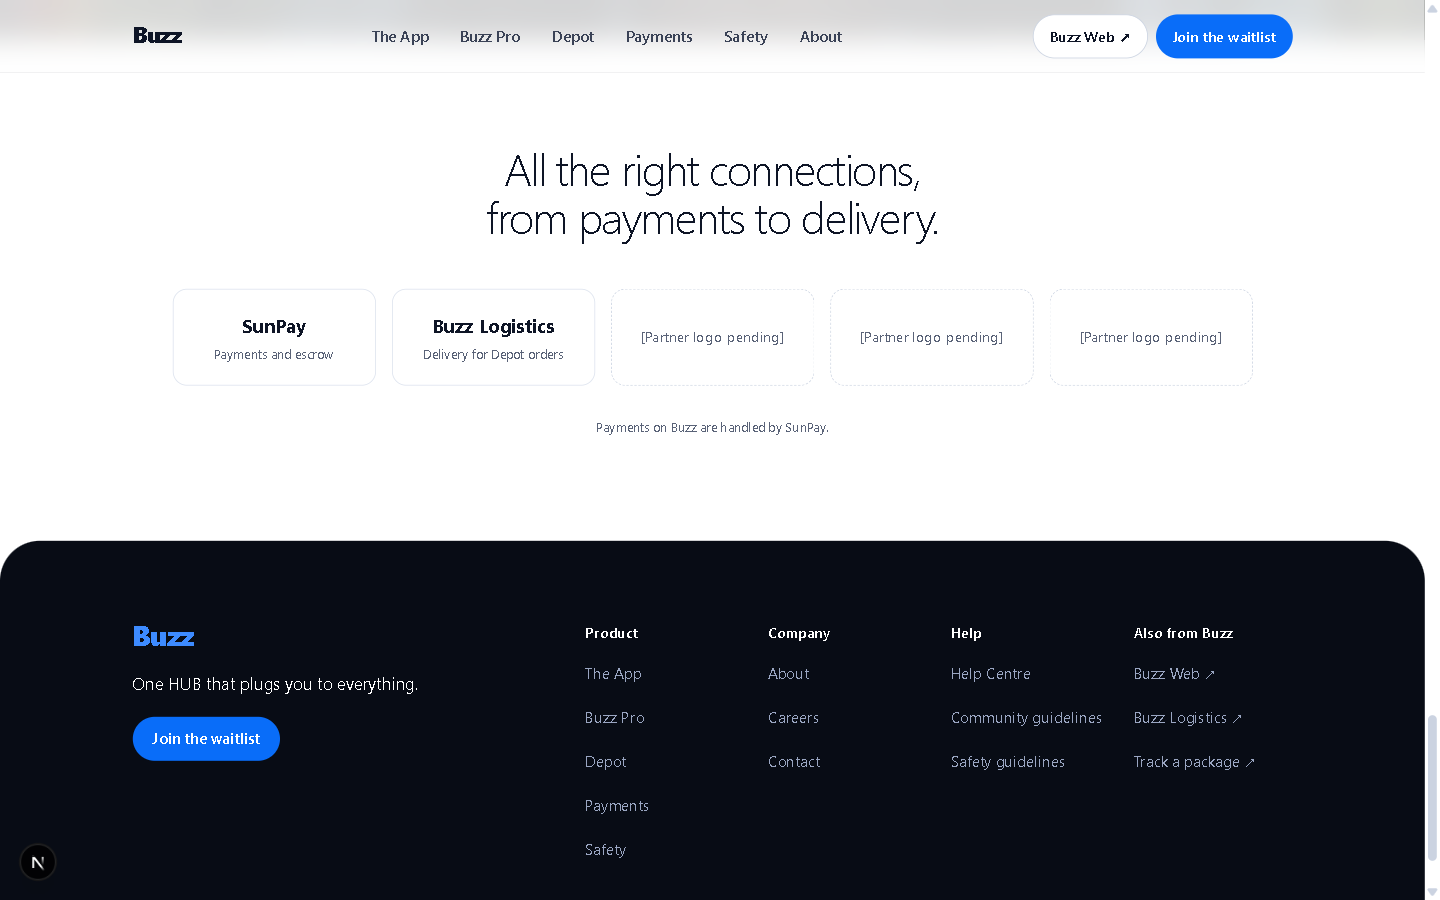 Buzz
The App
Buzz Pro
Depot
Payments
Safety
About
Buzz Web ↗
Join the waitlist
All the right connections,
from payments to delivery.
SunPay
Payments and escrow
Buzz Logistics
Delivery for Depot orders
[Partner logo pending]
[Partner logo pending]
[Partner logo pending]
Payments on Buzz are handled by SunPay.
Buzz
One HUB that plugs you to everything.
Join the waitlist
Product
The App
Buzz Pro
Depot
Payments
Safety
Company
About
Careers
Contact
Help
Help Centre
Community guidelines
Safety guidelines
Also from Buzz
Buzz Web ↗
Buzz Logistics ↗
Track a package ↗
N